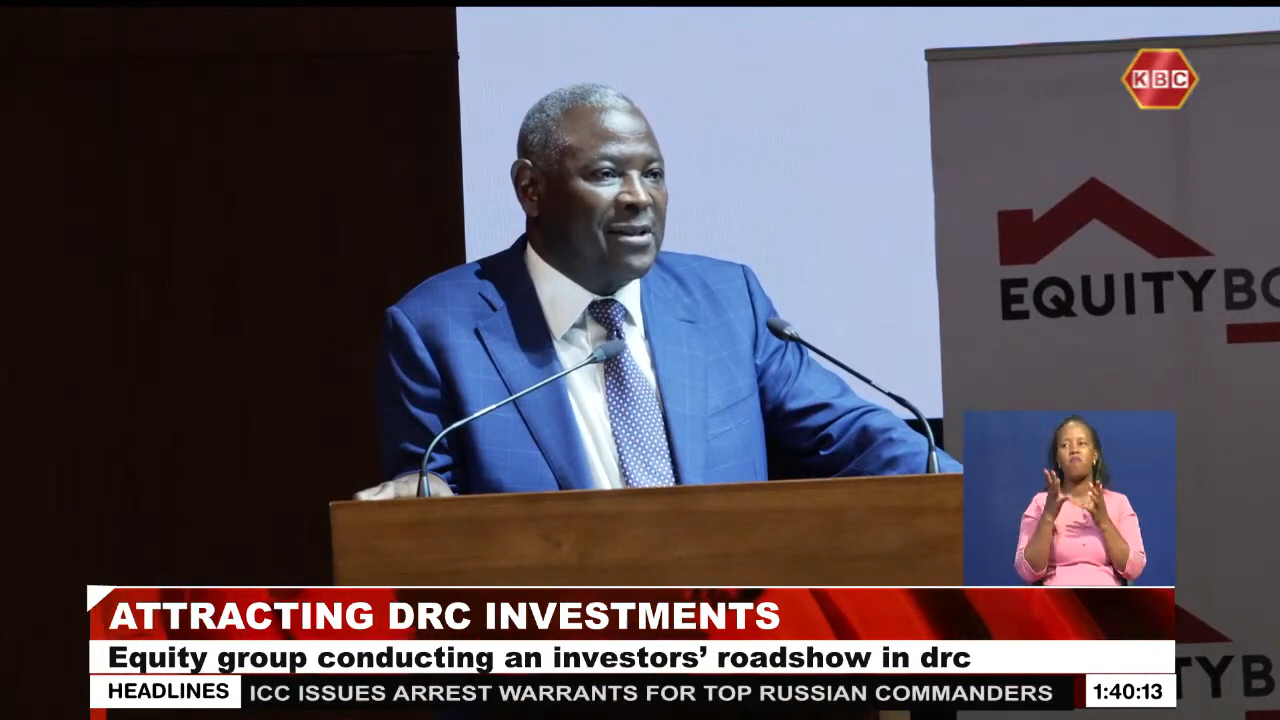 KBC
EQUITYBO
ATTRACTING DRC INVESTMENTS
Equity group conducting an investors’ roadshow in drc
HEADLINES
ICC ISSUES ARREST WARRANTS FOR TOP RUSSIAN COMMANDERS
1:40:13
TYB